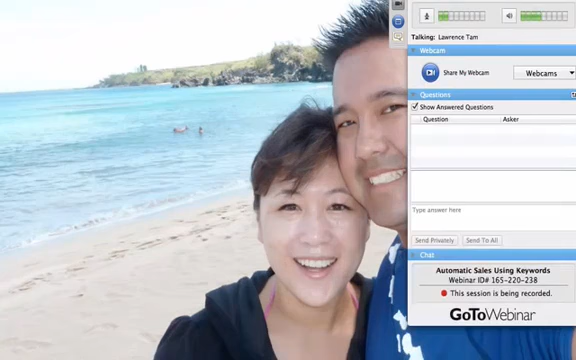 Talking: Lawrence Tam
Webcam
Share My Webcam
Webcams
Questions
Show Answered Questions
Question Asker
Type answer here
Send Privately Send To All
Chat
Automatic Sales Using Keywords
Webinar ID# 165-220-238
This session is being recorded.
GoToWebinar